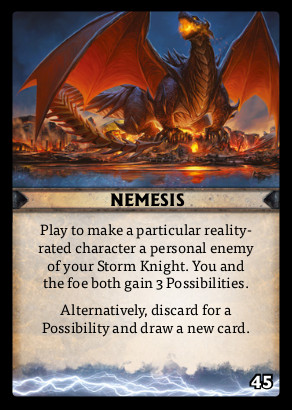 NEMESIS
Play to make a particular reality-
rated character a personal enemy
of your Storm Knight. You and
the foe both gain 3 Possibilities.
Alternatively, discard for a
Possibility and draw a new card.
45